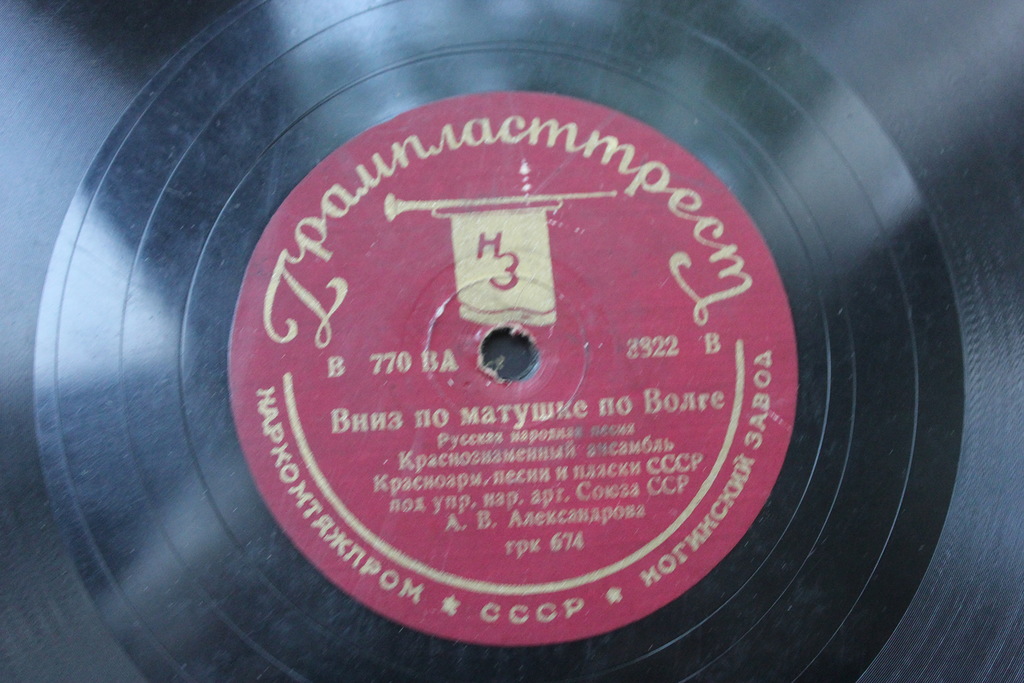 Грампласттрест
НЗ
В 770 ВА 3922 В
Вниз по матушке по Волге
Русская народная песня
Краснознаменный ансамбль
Красноарм. песни и пляски СССР
под упр. нар. арт. Союза ССР
А. В. Александрова
грк 674
НАРКОМТЯЖПРОМ ★ СССР ★ НОГИНСКИЙ ЗАВОД